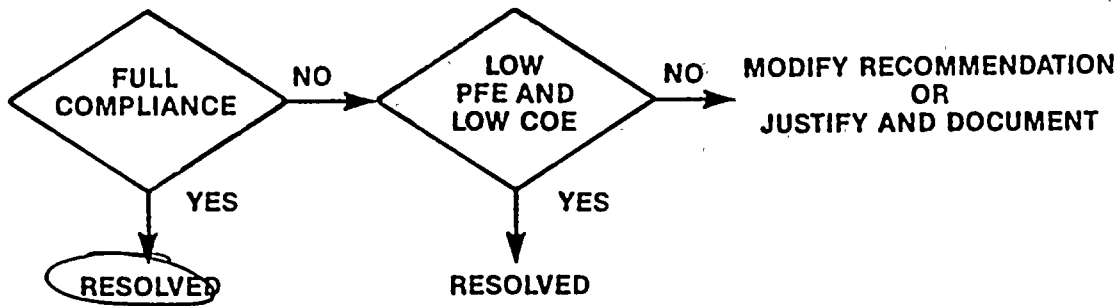 FULL
COMPLIANCE
NO
LOW
PFE AND
LOW COE
NO
MODIFY RECOMMENDATION
OR
JUSTIFY AND DOCUMENT
YES
YES
RESOLVED
RESOLVED